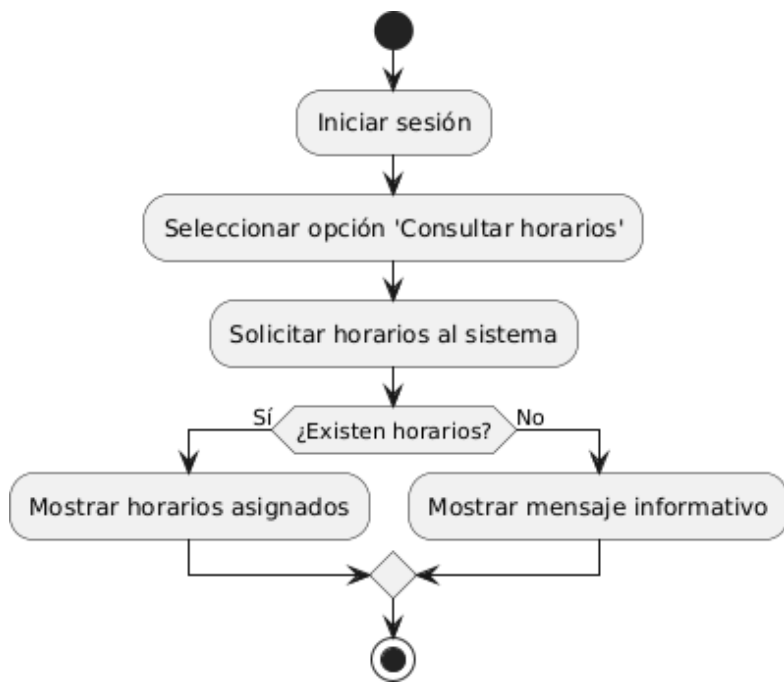 Iniciar sesión
Seleccionar opción 'Consultar horarios'
Solicitar horarios al sistema
Sí
¿Existen horarios?
No
Mostrar horarios asignados
Mostrar mensaje informativo